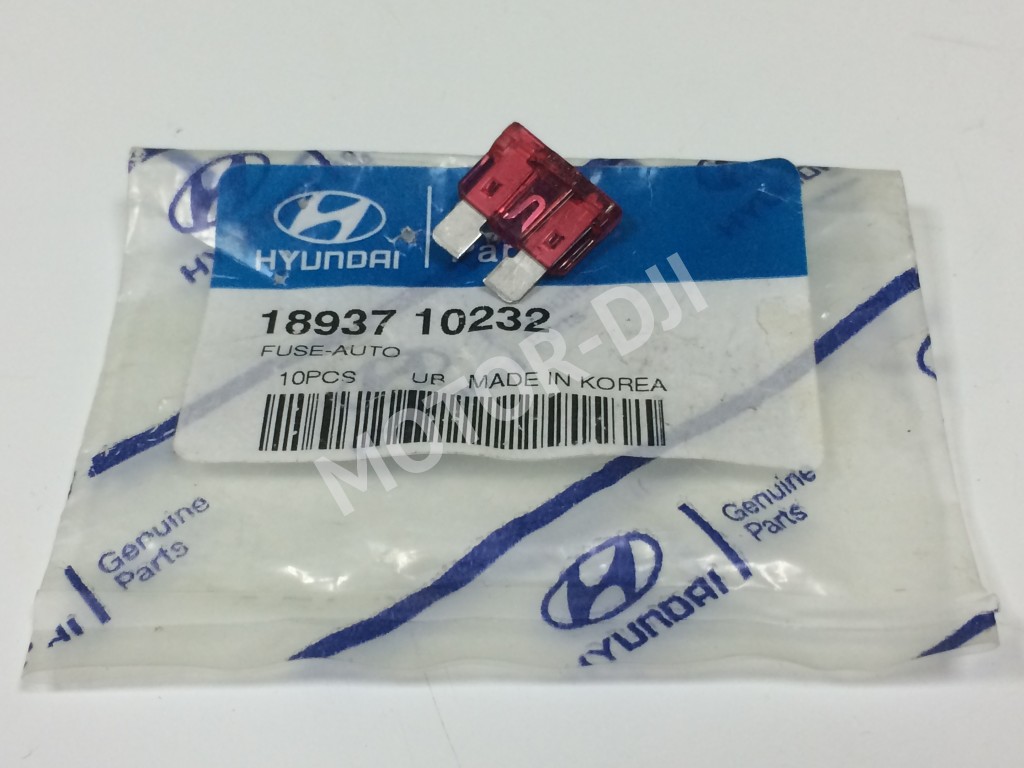 HYUNDAI
18937 10232
FUSE-AUTO
10PCS UR MADE IN KOREA
MOTOR-DJI
Genuine
Parts
HYUNDAI
Genuine
Parts